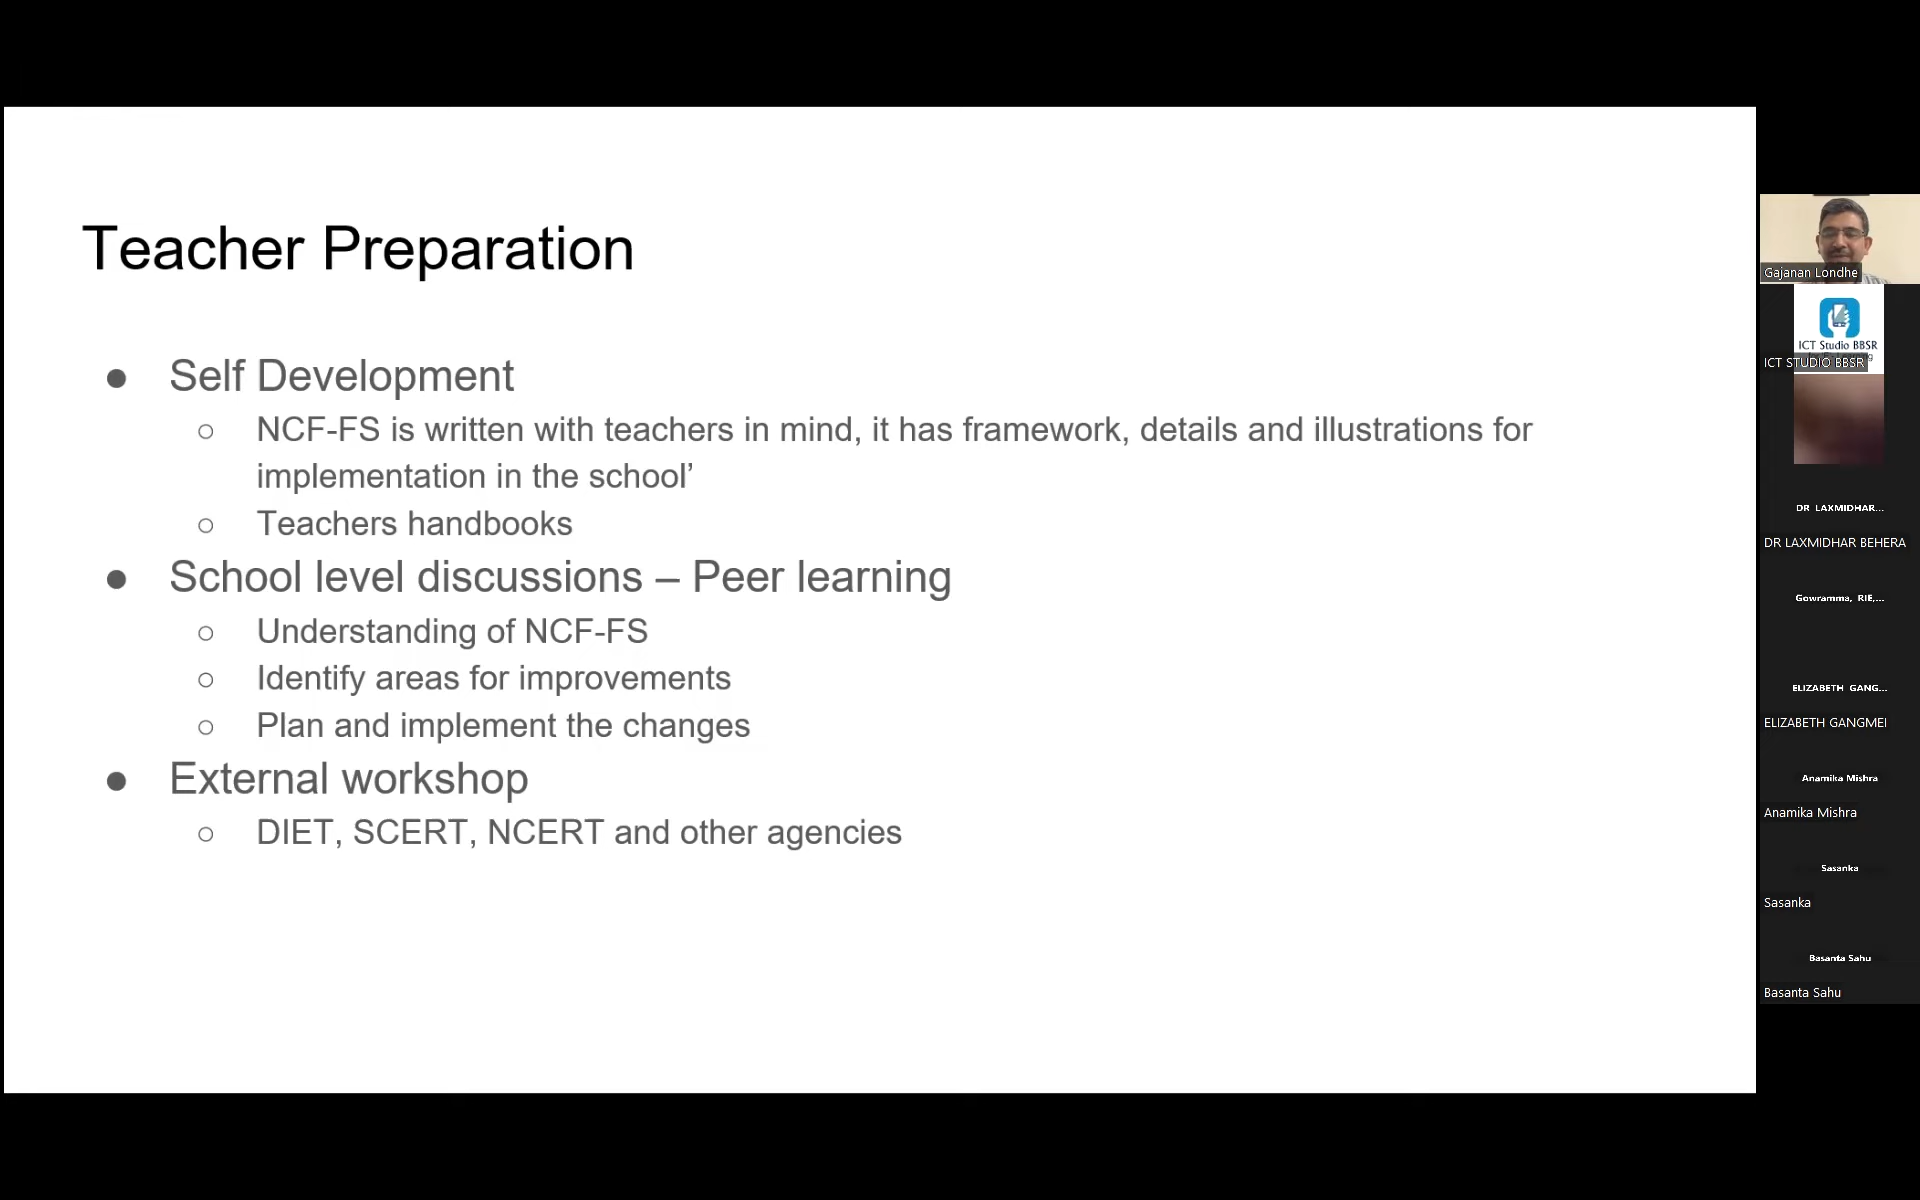 Teacher Preparation
● Self Development
○ NCF-FS is written with teachers in mind, it has framework, details and illustrations for
implementation in the school’
○ Teachers handbooks
● School level discussions – Peer learning
○ Understanding of NCF-FS
○ Identify areas for improvements
○ Plan and implement the changes
● External workshop
○ DIET, SCERT, NCERT and other agencies
Gajanan Londhe
ICT Studio BBSR
ICT STUDIO BBSR
DR LAXMIDHAR...
DR LAXMIDHAR BEHERA
Gowramma, RIE,...
ELIZABETH GANG...
ELIZABETH GANGMEI
Anamika Mishra
Anamika Mishra
Sasanka
Sasanka
Basanta Sahu
Basanta Sahu